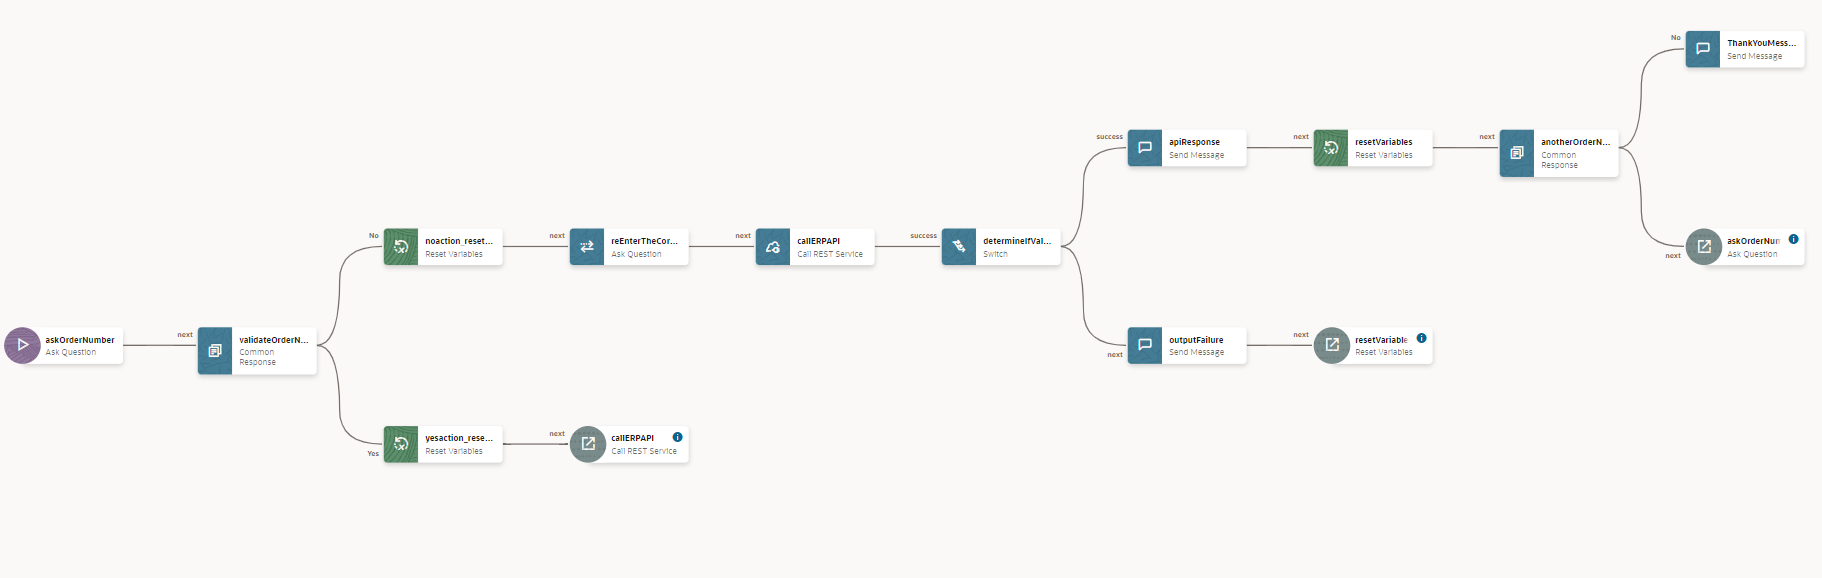 No
ThankYouMess...
Send Message
success
apiResponse
Send Message
next
resetVariables
Reset Variables
next
anotherOrderN...
Common
Response
No
noaction_reset...
Reset Variables
next
reEnterTheCor...
Ask Question
next
callERPAPI
Call REST Service
success
determineIfVal...
Switch
next
askOrderNun
Ask Question
askOrderNumber
Ask Question
next
validateOrderN...
Common
Response
next
outputFailure
Send Message
next
resetVariable
Reset Variables
Yes
yesaction_rese...
Reset Variables
next
callERPAPI
Call REST Service